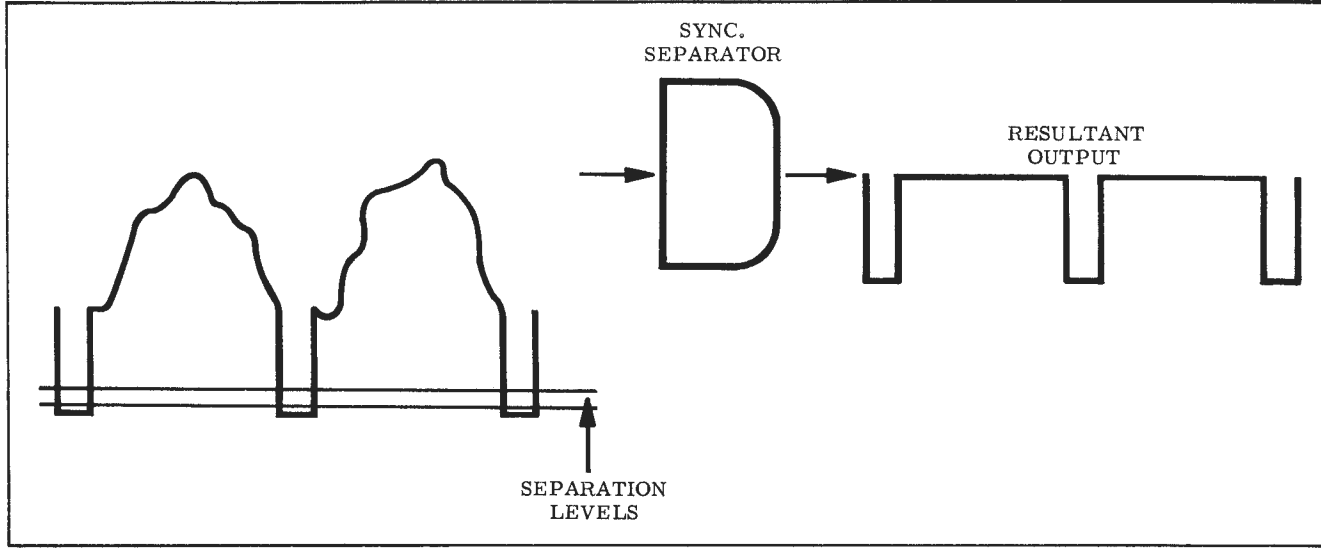 SYNC.
SEPARATOR
RESULTANT
OUTPUT
SEPARATION
LEVELS